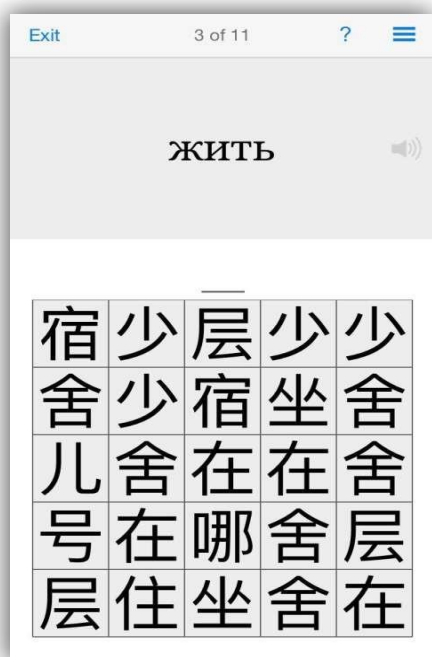 Exit 3 of 11 ?
жить
宿 少 层 少 少
舍 少 宿 坐 舍
儿 舍 在 在 舍
号 在 哪 舍 层
层 住 坐 舍 在